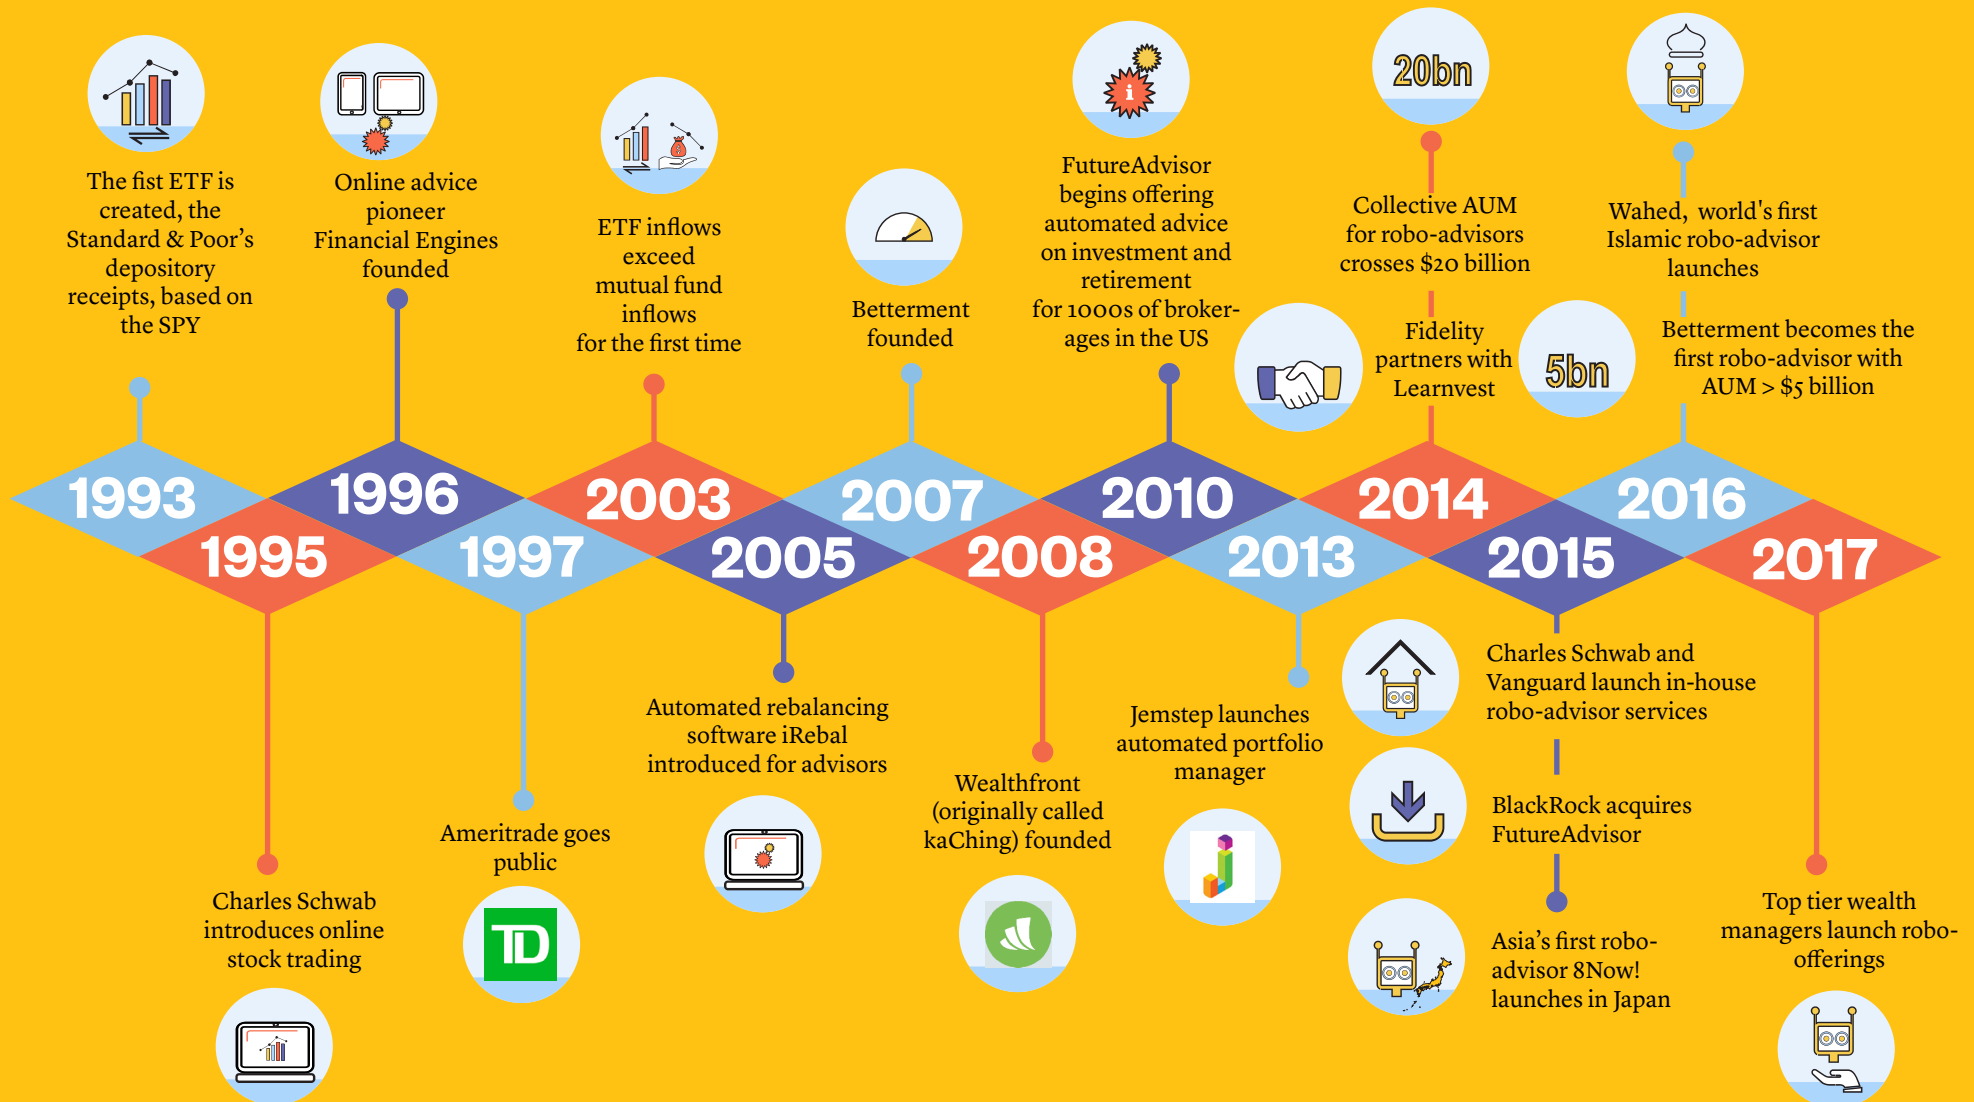 The fist ETF is
created, the
Standard & Poor’s
depository
receipts, based on
the SPY
Online advice
pioneer
Financial Engines
founded
ETF inflows
exceed
mutual fund
inflows
for the first time
Betterment
founded
i
FutureAdvisor
begins offering
automated advice
on investment and
retirement
for 1000s of broker-
ages in the US
20bn
Collective AUM
for robo-advisors
crosses $20 billion
Fidelity
partners with
Learnvest
Wahed, world's first
Islamic robo-advisor
launches
5bn
Betterment becomes the
first robo-advisor with
AUM > $5 billion
1993
1995
1996
1997
2003
2005
2007
2008
2010
2013
2014
2015
2016
2017
Charles Schwab
introduces online
stock trading
Ameritrade goes
public
TD
Automated rebalancing
software iRebal
introduced for advisors
Wealthfront
(originally called
kaChing) founded
Jemstep launches
automated portfolio
manager
j
Charles Schwab and
Vanguard launch in-house
robo-advisor services
BlackRock acquires
FutureAdvisor
Asia’s first robo-
advisor 8Now!
launches in Japan
Top tier wealth
managers launch robo-
offerings